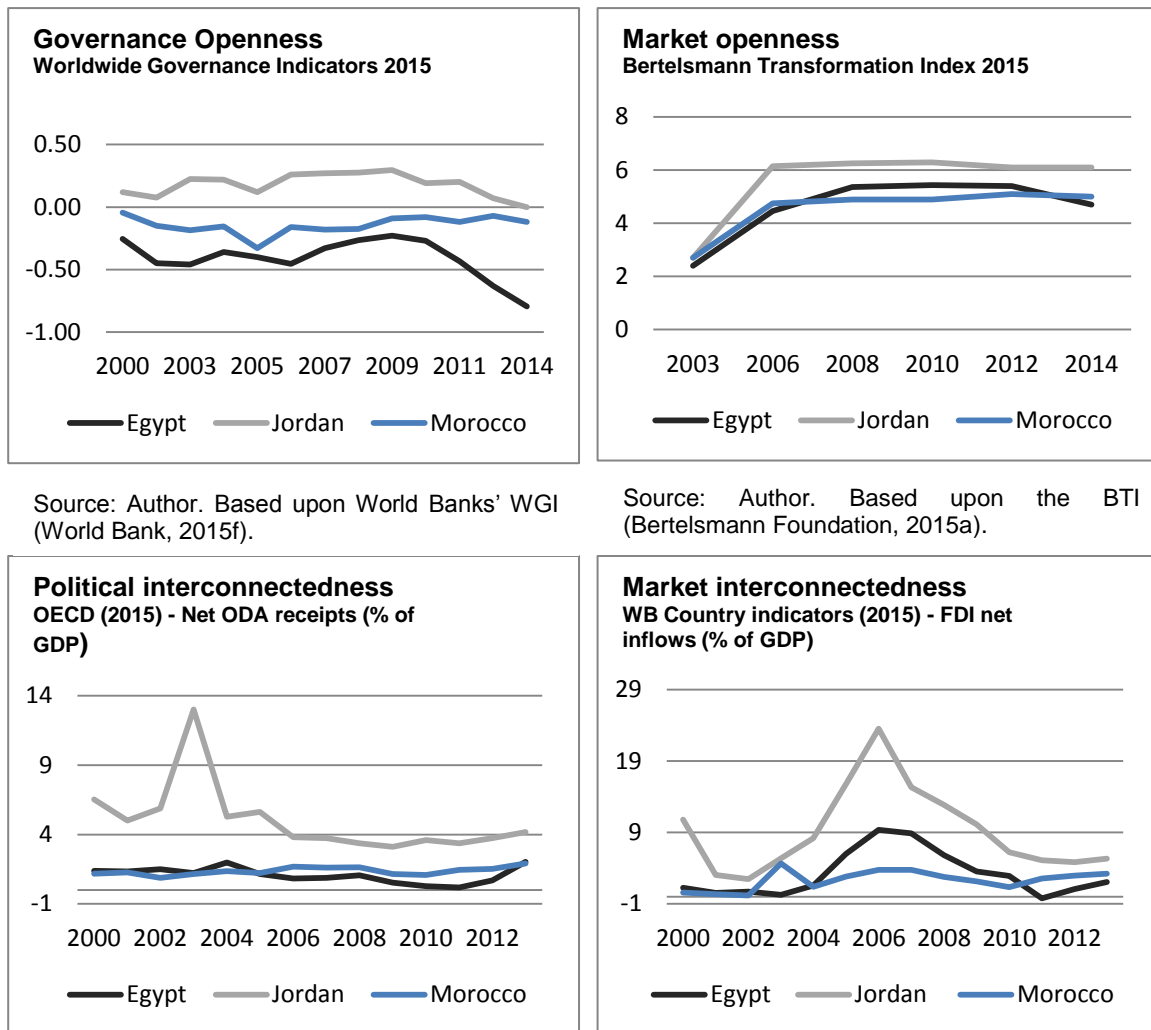 Governance Openness
Worldwide Governance Indicators 2015
0.50
0.00
-0.50
-1.00
2000 2003 2005 2007 2009 2011 2014
Egypt Jordan Morocco
Source: Author. Based upon World Banks’ WGI
(World Bank, 2015f).
Market openness
Bertelsmann Transformation Index 2015
8
6
4
2
0
2003 2006 2008 2010 2012 2014
Egypt Jordan Morocco
Source: Author. Based upon the BTI
(Bertelsmann Foundation, 2015a).
Political interconnectedness
OECD (2015) - Net ODA receipts (% of
GDP)
14
9
4
-1
2000 2002 2004 2006 2008 2010 2012
Egypt Jordan Morocco
Market interconnectedness
WB Country indicators (2015) - FDI net
inflows (% of GDP)
29
19
9
-1
2000 2002 2004 2006 2008 2010 2012
Egypt Jordan Morocco